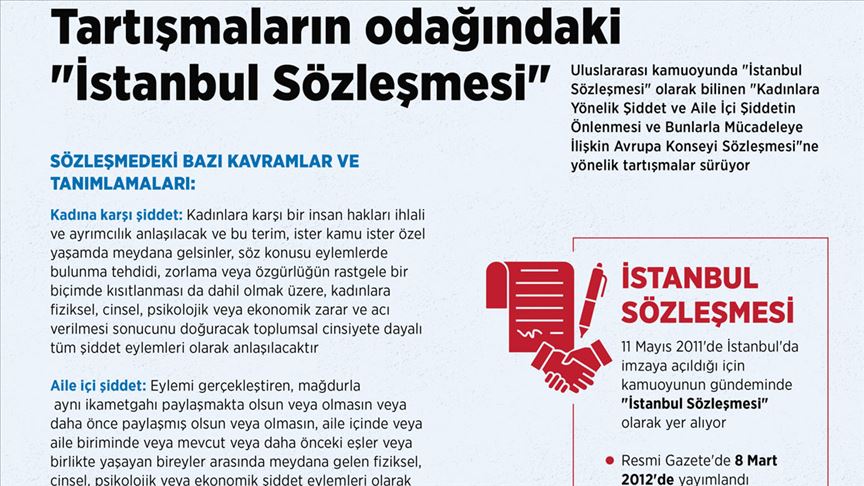 Tartışmaların odağındaki
"İstanbul Sözleşmesi"
Uluslararası kamuoyunda "İstanbul
Sözleşmesi" olarak bilinen "Kadınlara
Yönelik Şiddet ve Aile İçi Şiddetin
Önlenmesi ve Bunlarla Mücadeleye
İlişkin Avrupa Konseyi Sözleşmesi"ne
yönelik tartışmalar sürüyor
SÖZLEŞMEDEKİ BAZI KAVRAMLAR VE
TANIMLAMALARI:
Kadına karşı şiddet: Kadınlara karşı bir insan hakları ihlali
ve ayrımcılık anlaşılacak ve bu terim, ister kamu ister özel
yaşamda meydana gelsinler, söz konusu eylemlerde
bulunma tehdidi, zorlama veya özgürlüğün rastgele bir
biçimde kısıtlanması da dahil olmak üzere, kadınlara
fiziksel, cinsel, psikolojik veya ekonomik zarar ve acı
verilmesi sonucunu doğuracak toplumsal cinsiyete dayalı
tüm şiddet eylemleri olarak anlaşılacaktır
Aile içi şiddet: Eylemi gerçekleştiren, mağdurla
aynı ikametgahı paylaşmakta olsun veya olmasın veya
daha önce paylaşmış olsun veya olmasın, aile içinde veya
aile biriminde veya mevcut veya daha önceki eşler veya
birlikte yaşayan bireyler arasında meydana gelen fiziksel,
cinsel, psikolojik veya ekonomik şiddet eylemleri olarak
İSTANBUL
SÖZLEŞMESİ
11 Mayıs 2011'de İstanbul'da
imzaya açıldığı için
kamuoyunun gündeminde
"İstanbul Sözleşmesi"
olarak yer alıyor
• Resmi Gazete'de 8 Mart
2012'de yayımlandı